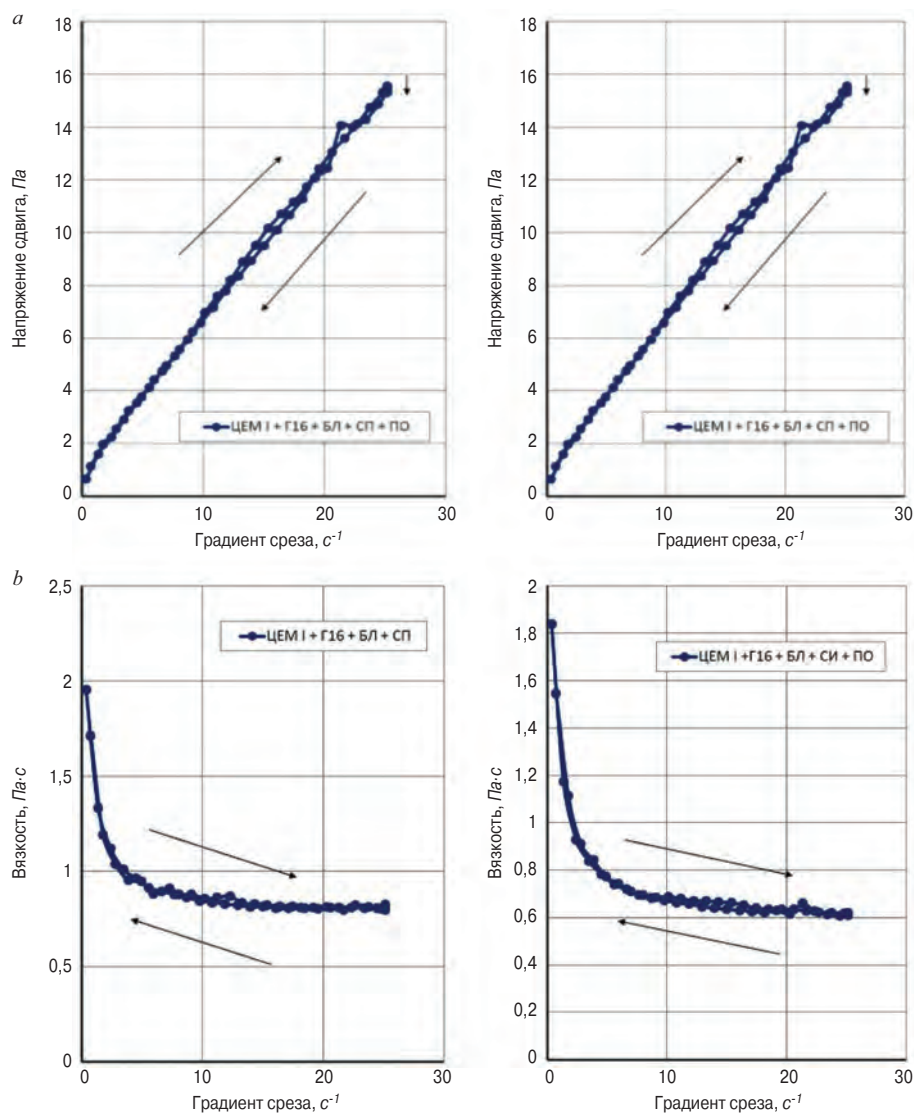 a
18
16
14
12
10
8
6
4
2
0
Напряжение сдвига, Па
ЦЕМ I + Г16 + БЛ + СП + ПО
0 10 20 30
Градиент среза, с⁻¹
18
16
14
12
10
8
6
4
2
0
Напряжение сдвига, Па
ЦЕМ I + Г16 + БЛ + СП + ПО
0 10 20 30
Градиент среза, с⁻¹
b
2,5
2
1,5
1
0,5
0
Вязкость, Па·с
ЦЕМ I + Г16 + БЛ + СП
0 10 20 30
Градиент среза, с⁻¹
2
1,8
1,6
1,4
1,2
1
0,8
0,6
0,4
0,2
0
Вязкость, Па·с
ЦЕМ I +Г16 + БЛ + СИ + ПО
0 10 20 30
Градиент среза, с⁻¹